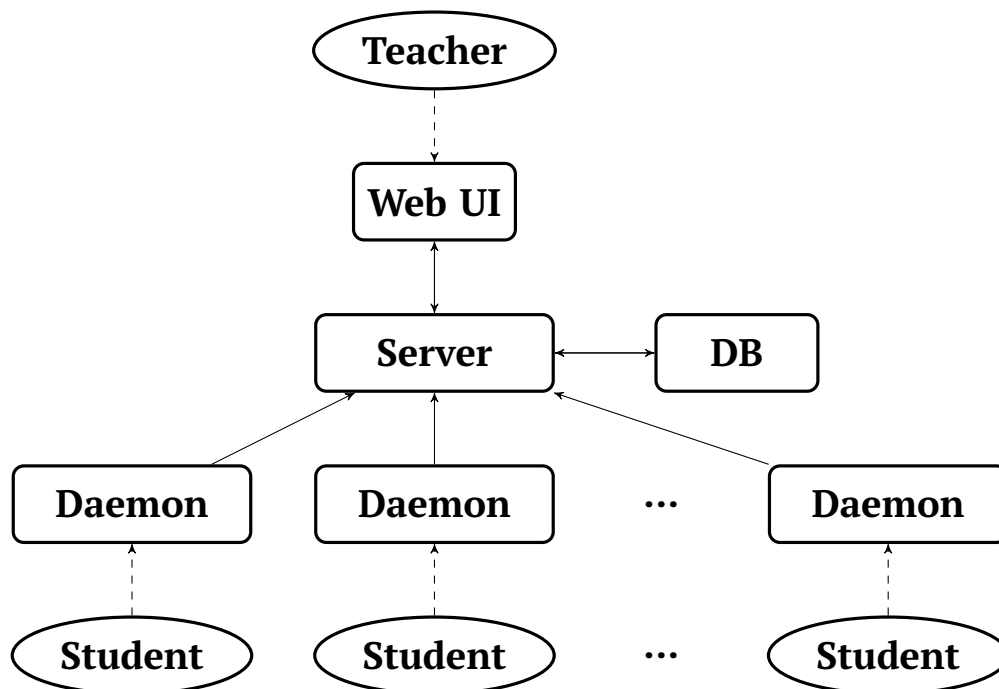 Teacher
Web UI
Server DB
Daemon Daemon ... Daemon
Student Student ... Student